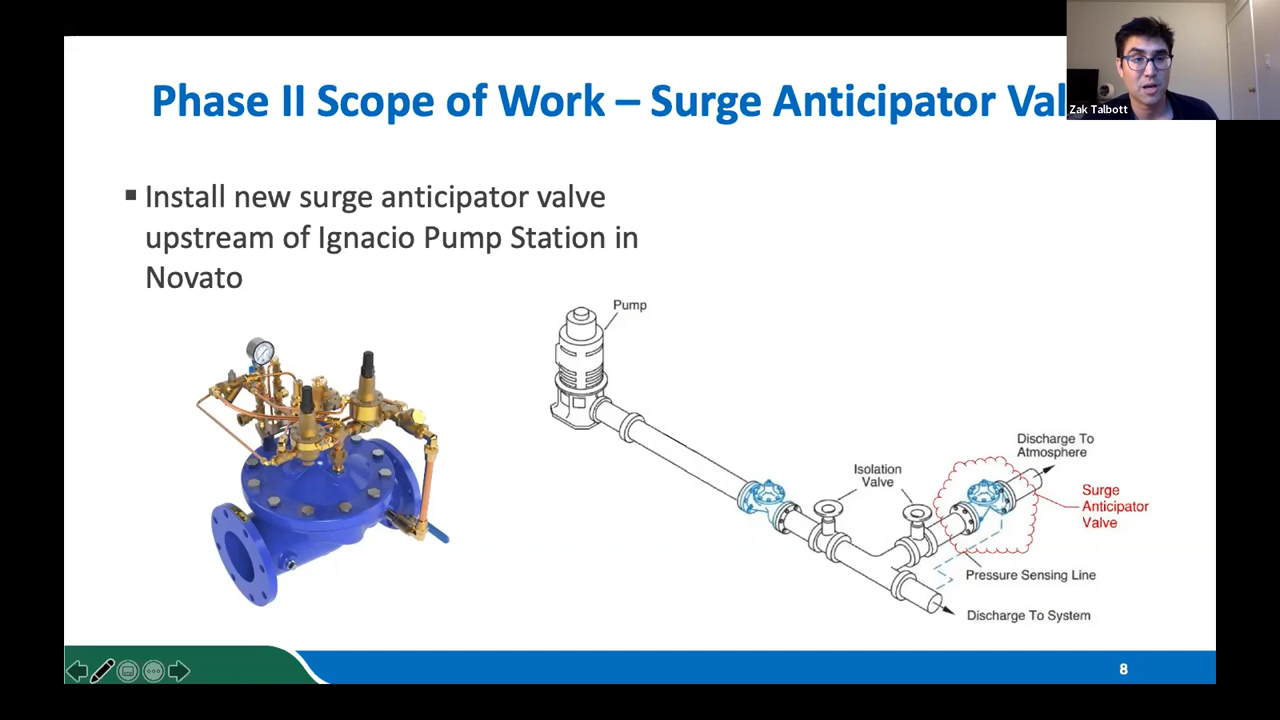 Phase II Scope of Work – Surge Anticipator Val
Zak Talbott
▪ Install new surge anticipator valve
upstream of Ignacio Pump Station in
Novato
Pump
Discharge To
Atmosphere
Isolation
Valve
Surge
Anticipator
Valve
Pressure Sensing Line
Discharge To System
8